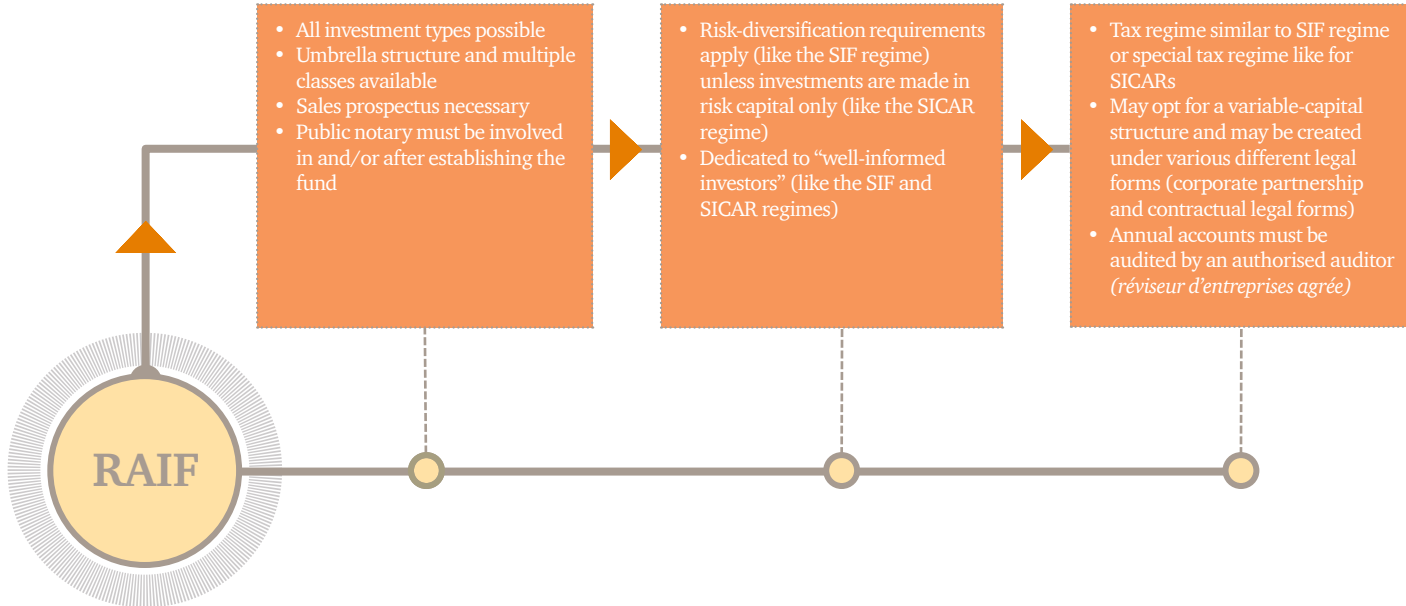 • All investment types possible
• Umbrella structure and multiple
classes available
• Sales prospectus necessary
• Public notary must be involved
in and/or after establishing the
fund
• Risk-diversification requirements
apply (like the SIF regime)
unless investments are made in
risk capital only (like the SICAR
regime)
• Dedicated to “well-informed
investors” (like the SIF and
SICAR regimes)
• Tax regime similar to SIF regime
or special tax regime like for
SICARs
• May opt for a variable-capital
structure and may be created
under various different legal
forms (corporate partnership
and contractual legal forms)
• Annual accounts must be
audited by an authorised auditor
(réviseur d’entreprises agrée)
RAIF